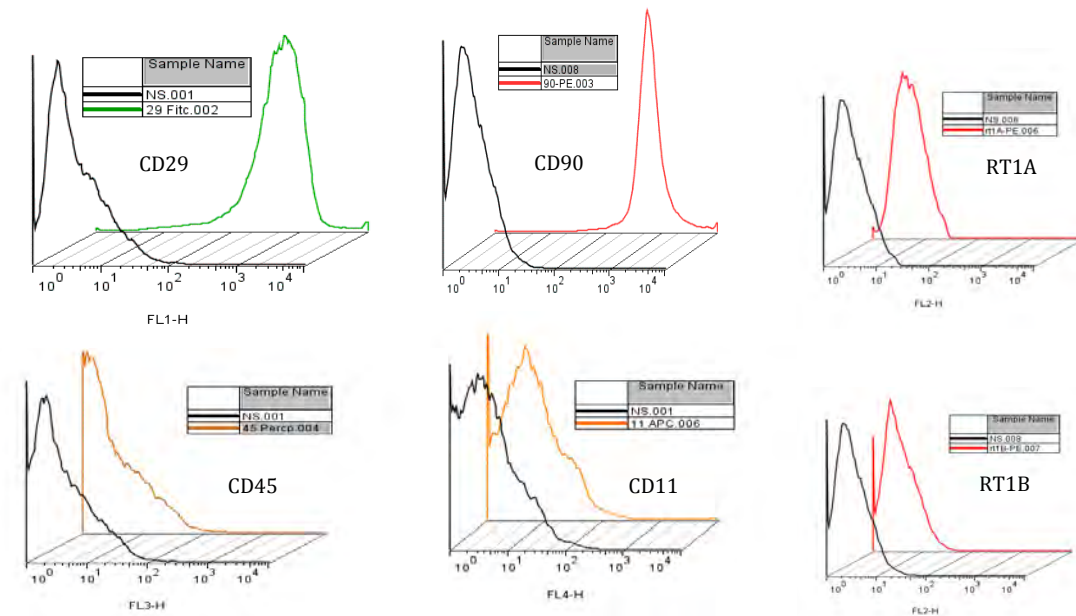 Sample Name
NS.001
29 Fitc.002
CD29
10^0 10^1 10^2 10^3 10^4
FL1-H
Sample Name
NS.008
90-PE.003
CD90
10^0 10^1 10^2 10^3 10^4
Sample Name
NS.008
rt1A-PE.006
RT1A
10^0 10^1 10^2 10^3 10^4
FL2-H
Sample Name
NS.001
45 Percp.004
CD45
10^0 10^1 10^2 10^3 10^4
FL3-H
Sample Name
NS.001
11 APC.006
CD11
10^0 10^1 10^2 10^3 10^4
FL4-H
Sample Name
NS.008
rt1B-PE.007
RT1B
10^0 10^1 10^2 10^3 10^4
FL2-H